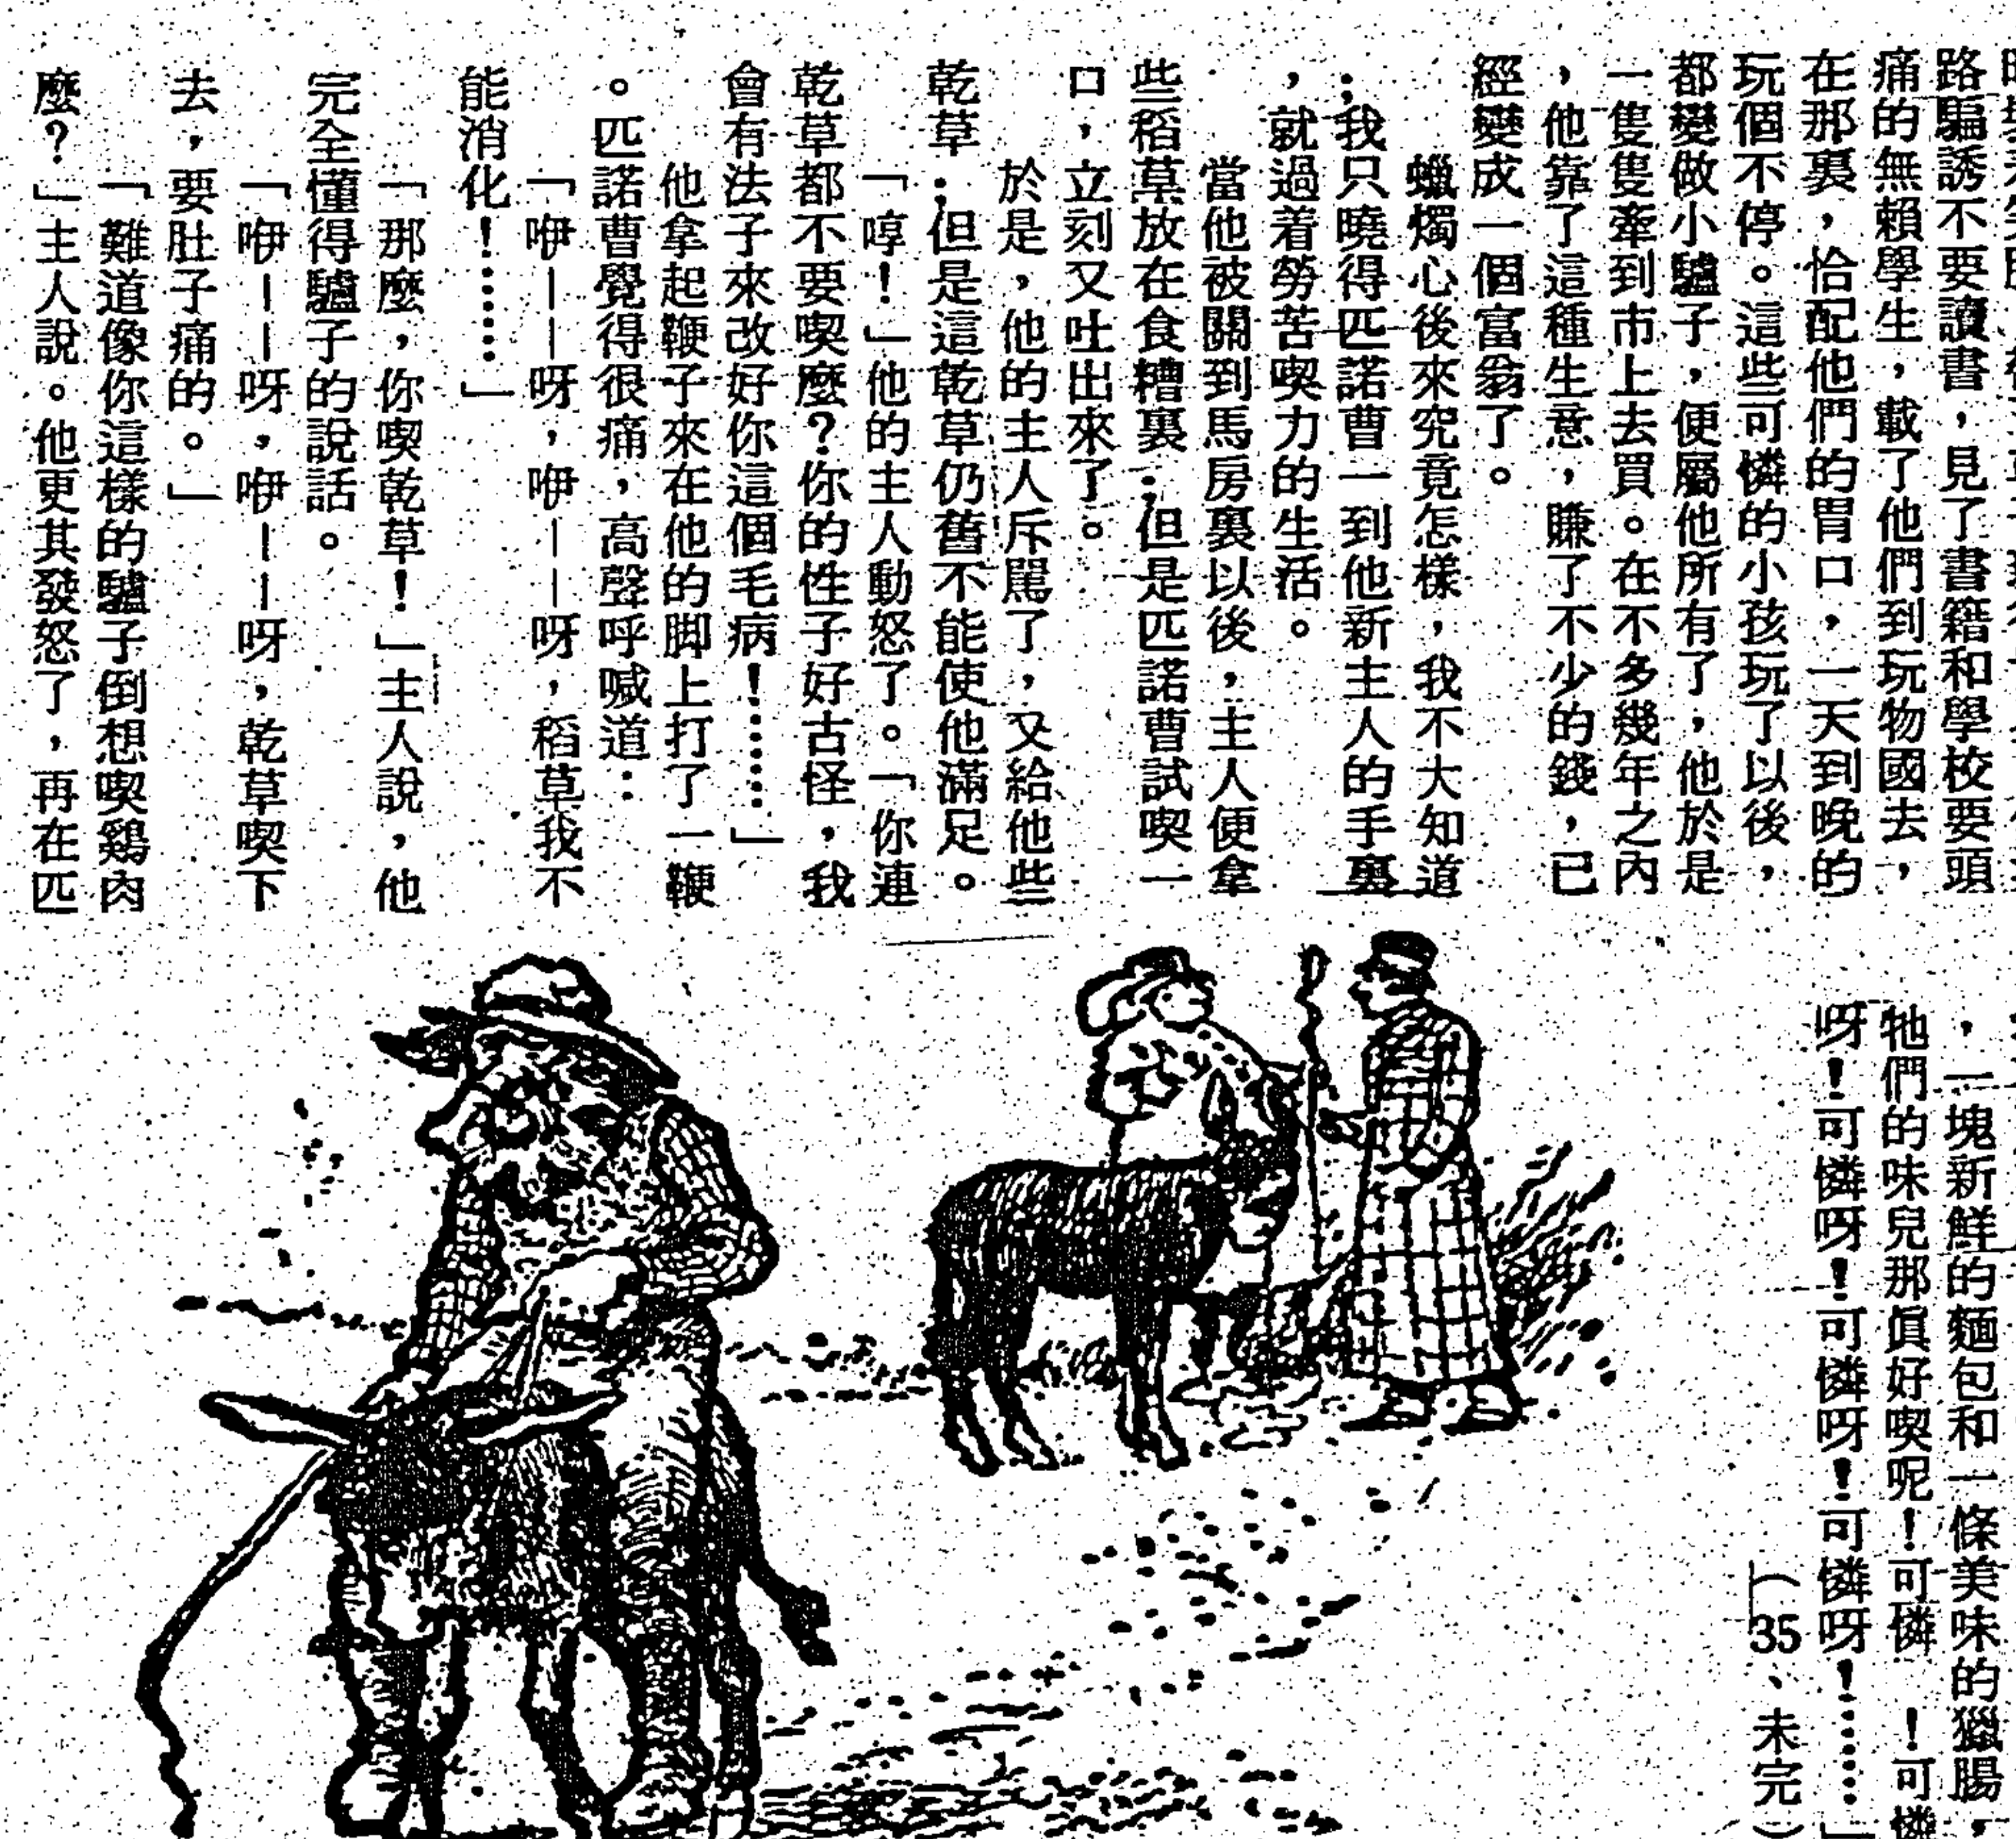 路騙誘不要讀書，見了書籍和學校要頭
痛的無賴學生，載了他們到玩物國去，
在那裏，恰配他們的胃口，一天到晚的
玩個不停。這些可憐的小孩玩了以後，
都變做小驢子，便屬他所有了，他於是
一隻隻牽到市上去買。在不多幾年之內
，他靠了這種生意，賺了不少的錢，已
經變成一個富翁了。
蠟燭心後來究竟怎樣，我不大知道
；我只曉得匹諾曹一到他新主人的手裏
，就過着勞苦喫力的生活。
當他被關到馬房裏以後，主人便拿
些稻草放在食糟裏；但是匹諾曹試喫一
口，立刻又吐出來了。
於是，他的主人斥罵了，又給他些
乾草；但是這乾草仍舊不能使他滿足。
「啍！」他的主人動怒了。「你連
乾草都不要喫麼？你的性子好古怪，我
會有法子來改好你這個毛病！……」
他拿起鞭子來在他的脚上打了一鞭
。匹諾曹覺得很痛，高聲呼喊道：
「咿——呀，咿——呀，稻草我不
能消化！……」
「那麼，你喫乾草！」主人說，他
完全懂得驢子的說話。
「咿——呀，咿——呀，乾草喫下
去，要肚子痛的。」
「難道像你這樣的驢子倒想喫鷄肉
麼？」主人說。他更其發怒了，再在匹
，一塊新鮮的麵包和一條美味的獵腸，
牠們的味兒那眞好喫呢！可憐！可憐
呀！可憐呀！可憐呀！可憐呀！……」
（35、未完）